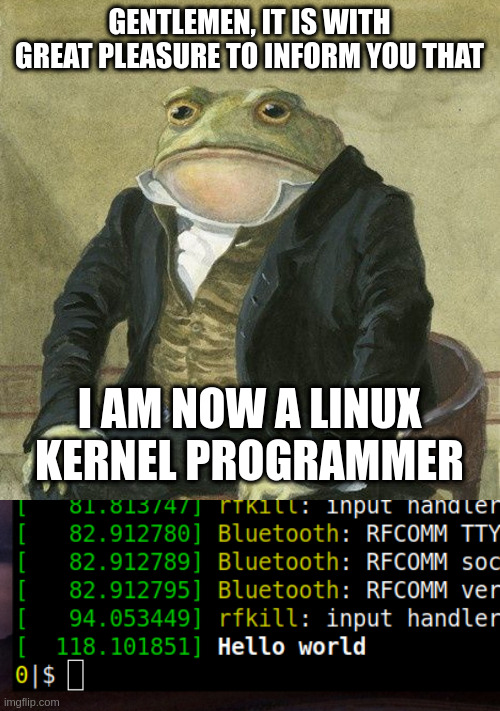 GENTLEMEN, IT IS WITH
GREAT PLEASURE TO INFORM YOU THAT
I AM NOW A LINUX
KERNEL PROGRAMMER
[   81.813747] rfkill: input handler
[   82.912780] Bluetooth: RFCOMM TTY
[   82.912789] Bluetooth: RFCOMM soc
[   82.912795] Bluetooth: RFCOMM ver
[   94.053449] rfkill: input handler
[  118.101851] Hello world
0|$
imgflip.com